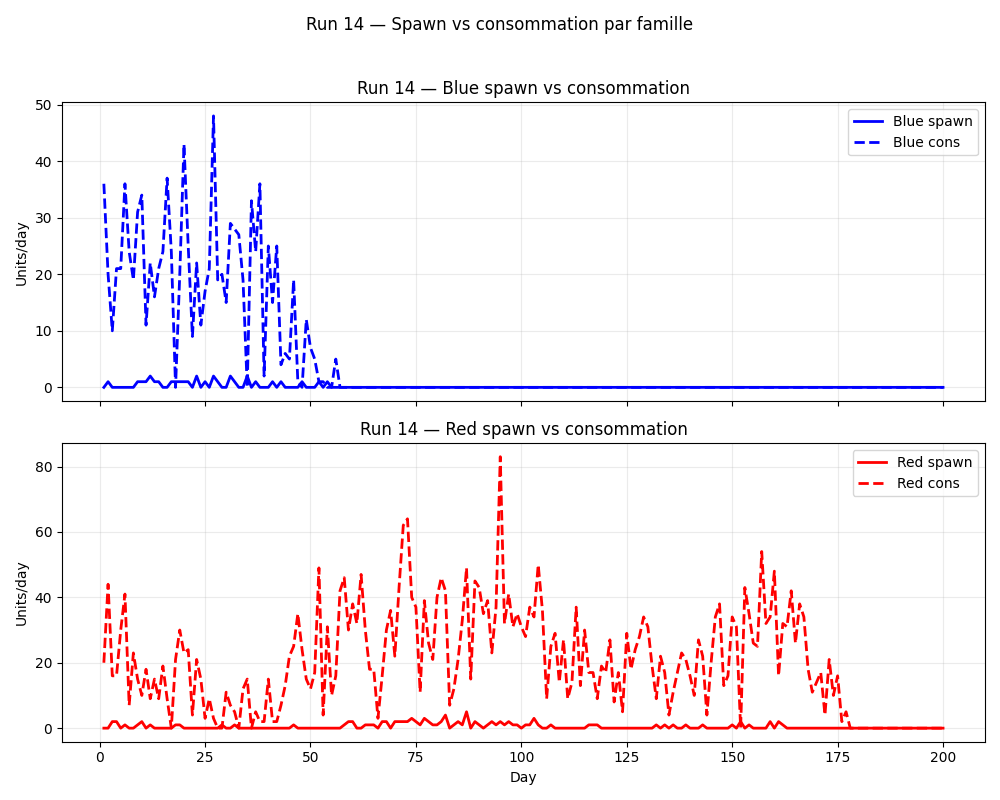 Run 14 — Spawn vs consommation par famille
Run 14 — Blue spawn vs consommation
50
40
30
20
10
0
Units/day
Blue spawn
Blue cons
Run 14 — Red spawn vs consommation
80
60
40
20
0
Units/day
Red spawn
Red cons
0 25 50 75 100 125 150 175 200
Day